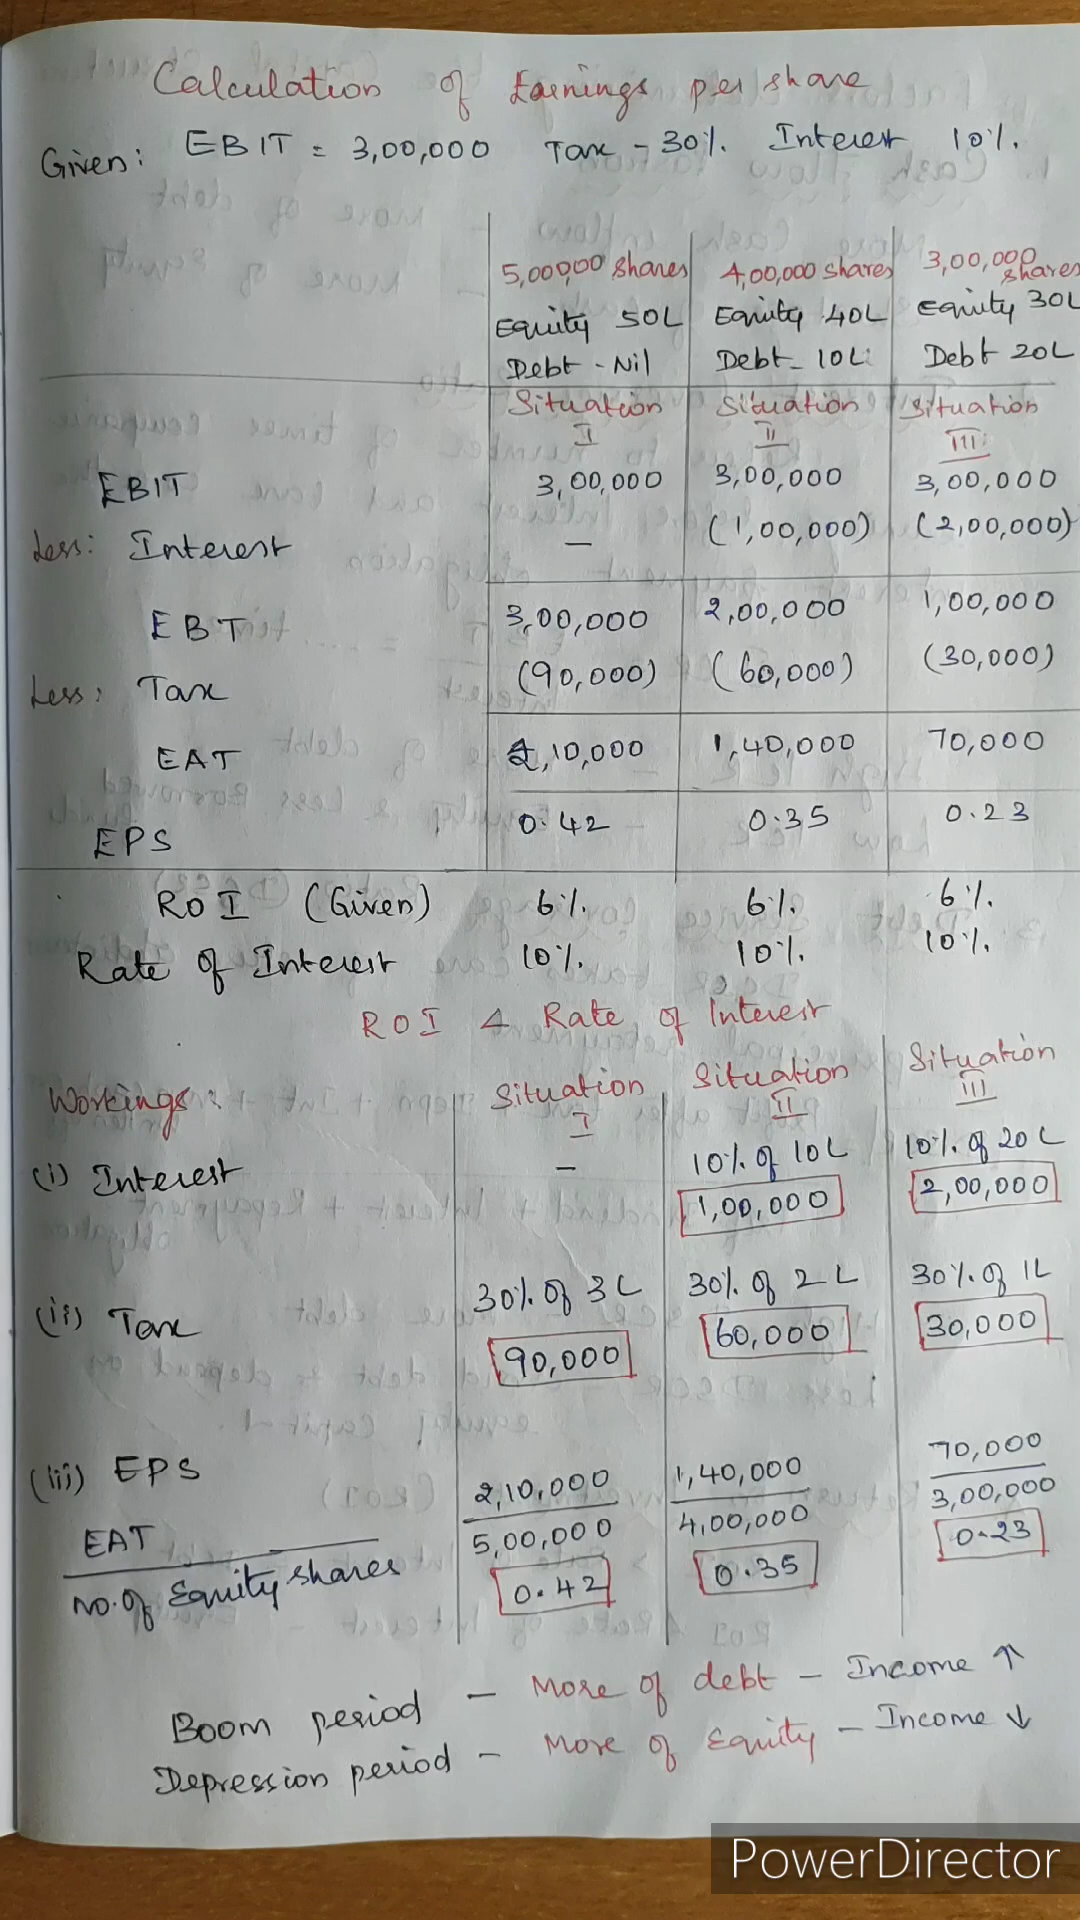 Calculation of Earnings per share
Given: EBIT = 3,00,000 Tax - 30% Interest 10%.
5,00,000 shares 4,00,000 shares 3,00,000 shares
Equity 50L Equity 40L Equity 30L
Debt - Nil Debt - 10L Debt 20L
Situation I Situation II Situation III
EBIT 3,00,000 3,00,000 3,00,000
Less: Interest — (1,00,000) (2,00,000)
EBT 3,00,000 2,00,000 1,00,000
Less: Tax (90,000) (60,000) (30,000)
EAT 2,10,000 1,40,000 70,000
EPS 0.42 0.35 0.23
ROI (Given) 6%. 6%. 6%.
Rate of Interest 10%. 10%. 10%.
ROI < Rate of Interest
Workings: Situation I Situation II Situation III
(i) Interest — 10% of 10L 10% of 20L
1,00,000 2,00,000
(ii) Tax 30% of 3L 30% of 2L 30% of 1L
90,000 60,000 30,000
(iii) EPS 2,10,000 1,40,000 70,000
EAT 5,00,000 4,00,000 3,00,000
No. of Equity shares 0.42 0.35 0.23
Boom period - More of debt - Income ↑
Depression period - More of Equity - Income ↓
PowerDirector